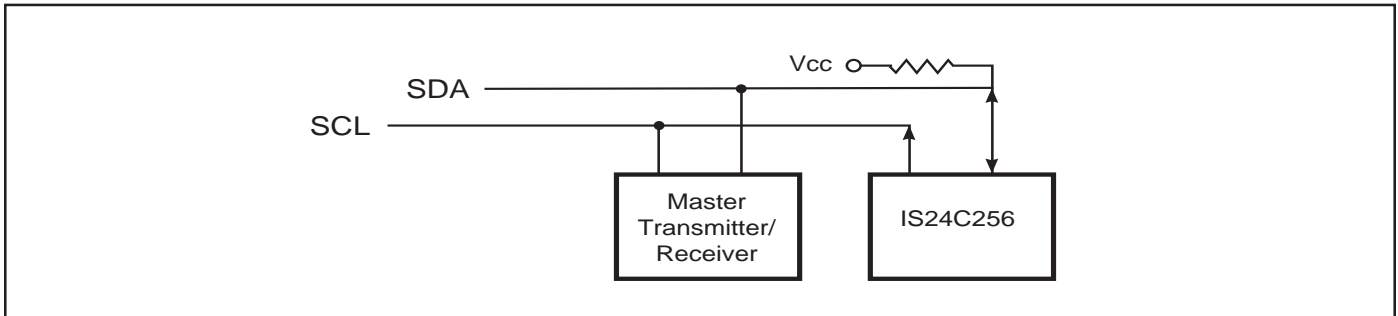 Vcc
SDA
SCL
Master
Transmitter/
Receiver
IS24C256